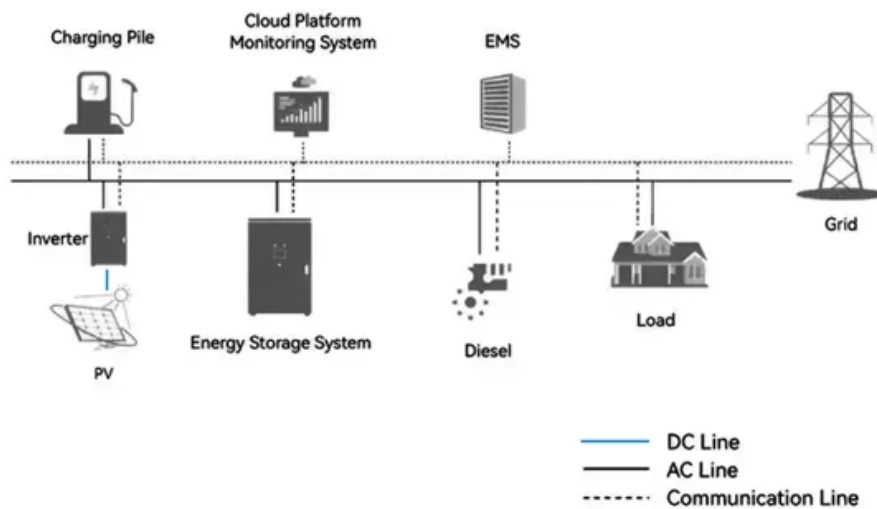 Charging Pile
Cloud Platform
Monitoring System
EMS
Grid
Inverter
PV
Energy Storage System
Diesel
Load
DC Line
AC Line
Communication Line